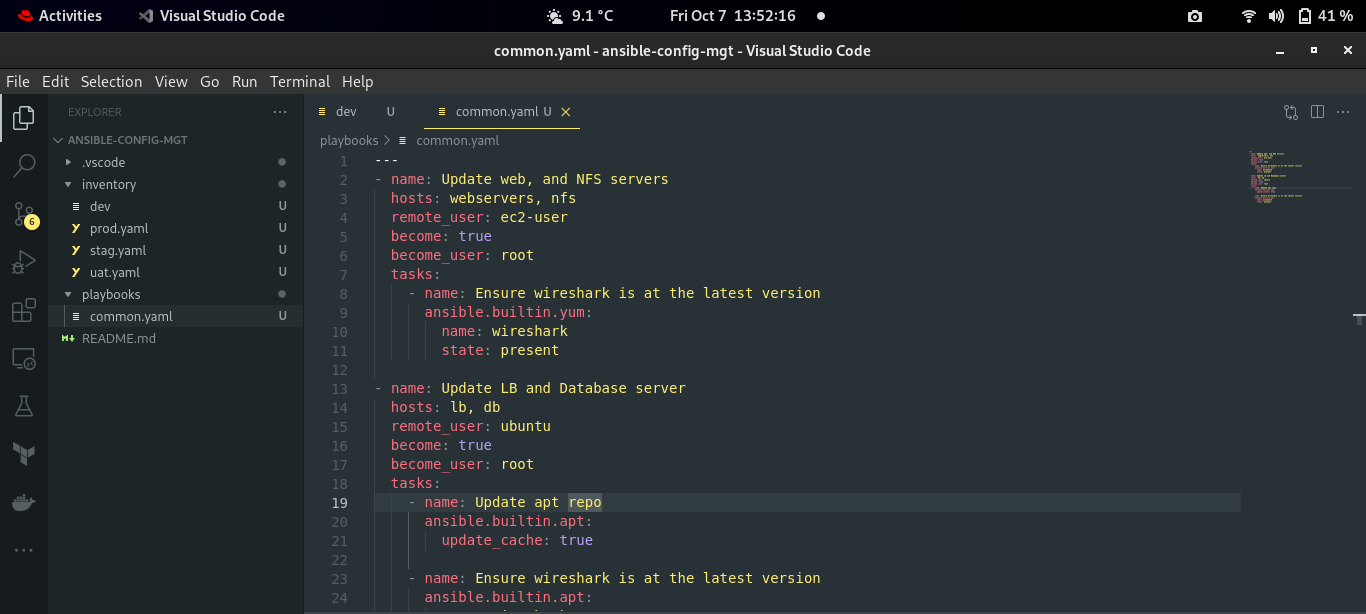 Activities Visual Studio Code 9.1 °C Fri Oct 7 13:52:16 41 %
common.yaml - ansible-config-mgt - Visual Studio Code
File Edit Selection View Go Run Terminal Help
EXPLORER
ANSIBLE-CONFIG-MGT
.vscode
inventory
dev U
prod.yaml U
stag.yaml U
uat.yaml U
playbooks
common.yaml U
README.md
6
dev U common.yaml U
playbooks > common.yaml
1 ---
2 - name: Update web, and NFS servers
3 hosts: webservers, nfs
4 remote_user: ec2-user
5 become: true
6 become_user: root
7 tasks:
8 - name: Ensure wireshark is at the latest version
9 ansible.builtin.yum:
10 name: wireshark
11 state: present
12
13 - name: Update LB and Database server
14 hosts: lb, db
15 remote_user: ubuntu
16 become: true
17 become_user: root
18 tasks:
19 - name: Update apt repo
20 ansible.builtin.apt:
21 update_cache: true
22
23 - name: Ensure wireshark is at the latest version
24 ansible.builtin.apt: